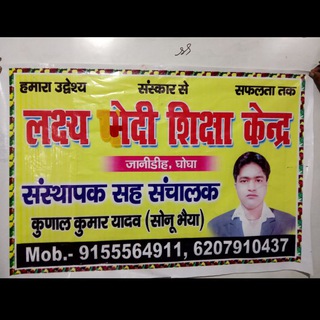 हमारा उद्देश्य संस्कार से सफलता तक
लक्ष्य भेदी शिक्षा केन्द्र
जानीडीह, घोघा
संस्थापक सह संचालक
कुणाल कुमार यादव (सोनू भैया)
Mob.- 9155564911, 6207910437